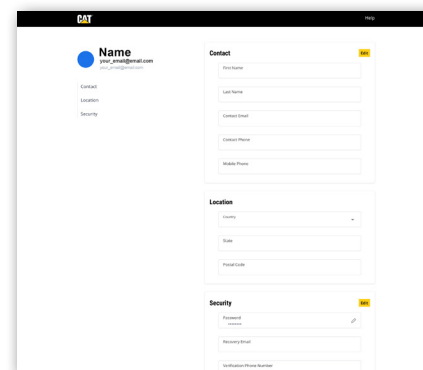 CAT
Help
Name
your_email@email.com
your_email@email.com
Contact
Location
Security
Contact
Edit
First Name
Last Name
Contact Email
Contact Phone
Mobile Phone
Location
Country
State
Postal Code
Security
Edit
Password
********
Recovery Email
Verification Phone Number